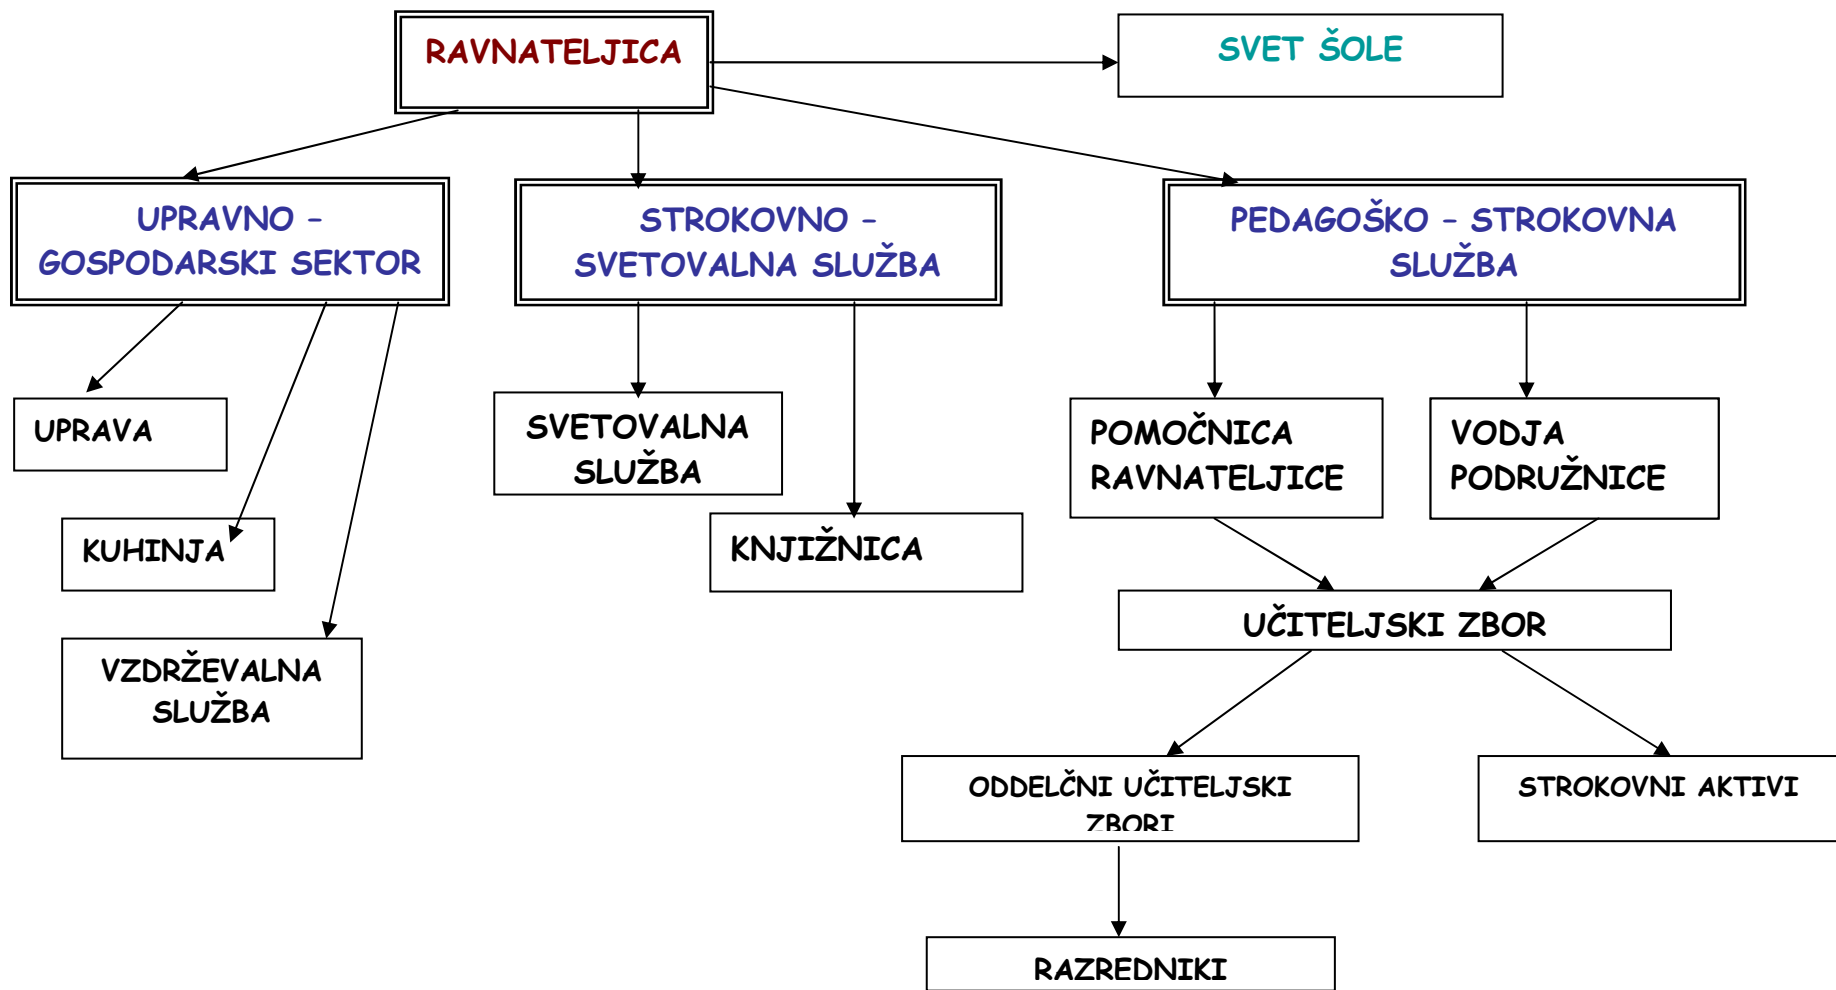 RAVNATELJICA
SVET ŠOLE
UPRAVNO –
GOSPODARSKI SEKTOR
STROKOVNO –
SVETOVALNA SLUŽBA
PEDAGOŠKO – STROKOVNA
SLUŽBA
UPRAVA
KUHINJA
VZDRŽEVALNA
SLUŽBA
SVETOVALNA
SLUŽBA
KNJIŽNICA
POMOČNICA
RAVNATELJICE
VODJA
PODRUŽNICE
UČITELJSKI ZBOR
ODDELČNI UČITELJSKI
ZBORI
STROKOVNI AKTIVI
RAZREDNIKI